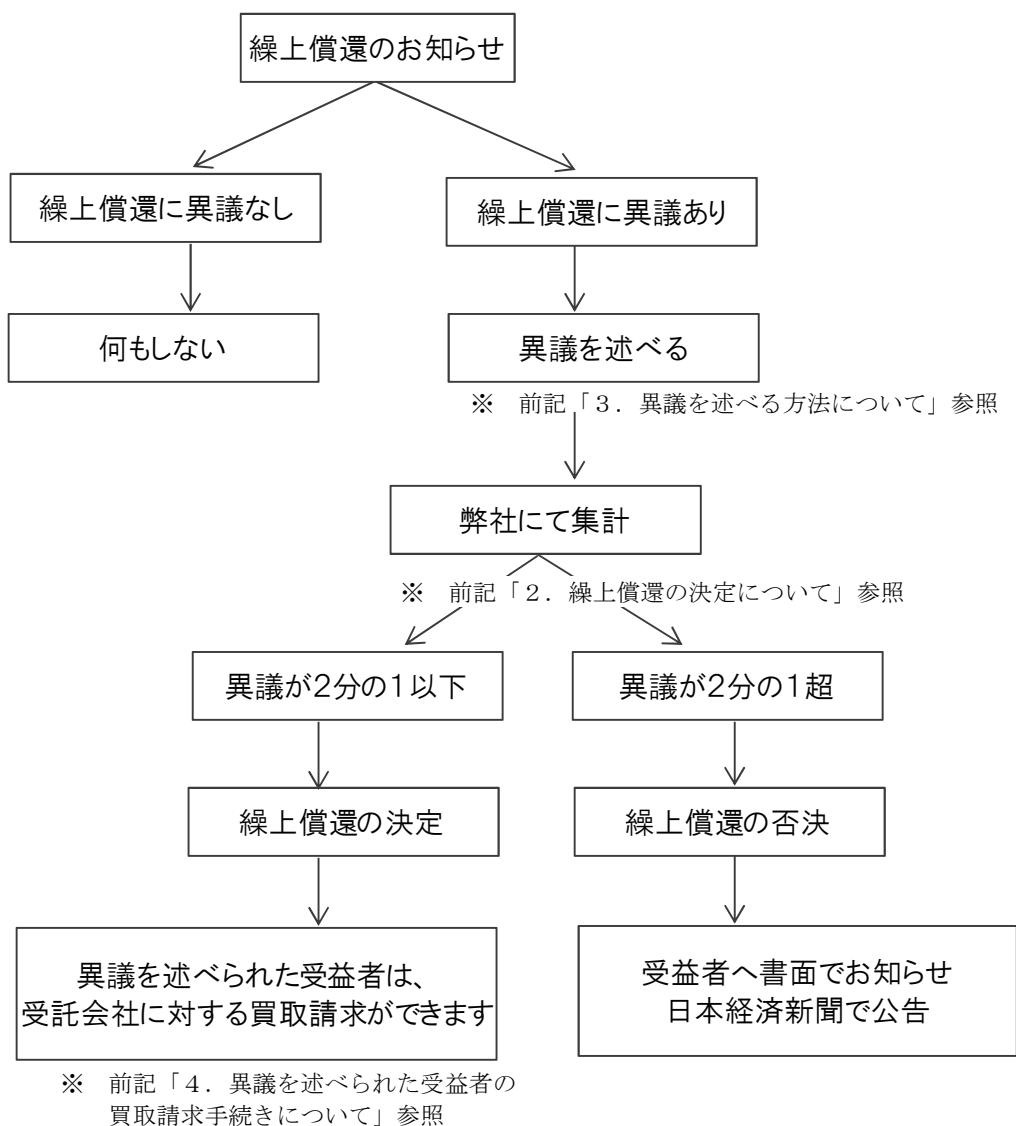 繰上償還のお知らせ
繰上償還に異議なし
繰上償還に異議あり
何もしない
異議を述べる
※　前記「３．異議を述べる方法について」参照
弊社にて集計
※　前記「２．繰上償還の決定について」参照
異議が２分の１以下
異議が２分の１超
繰上償還の決定
繰上償還の否決
異議を述べられた受益者は、
受託会社に対する買取請求ができます
受益者へ書面でお知らせ
日本経済新聞で公告
※　前記「４．異議を述べられた受益者の
買取請求手続きについて」参照